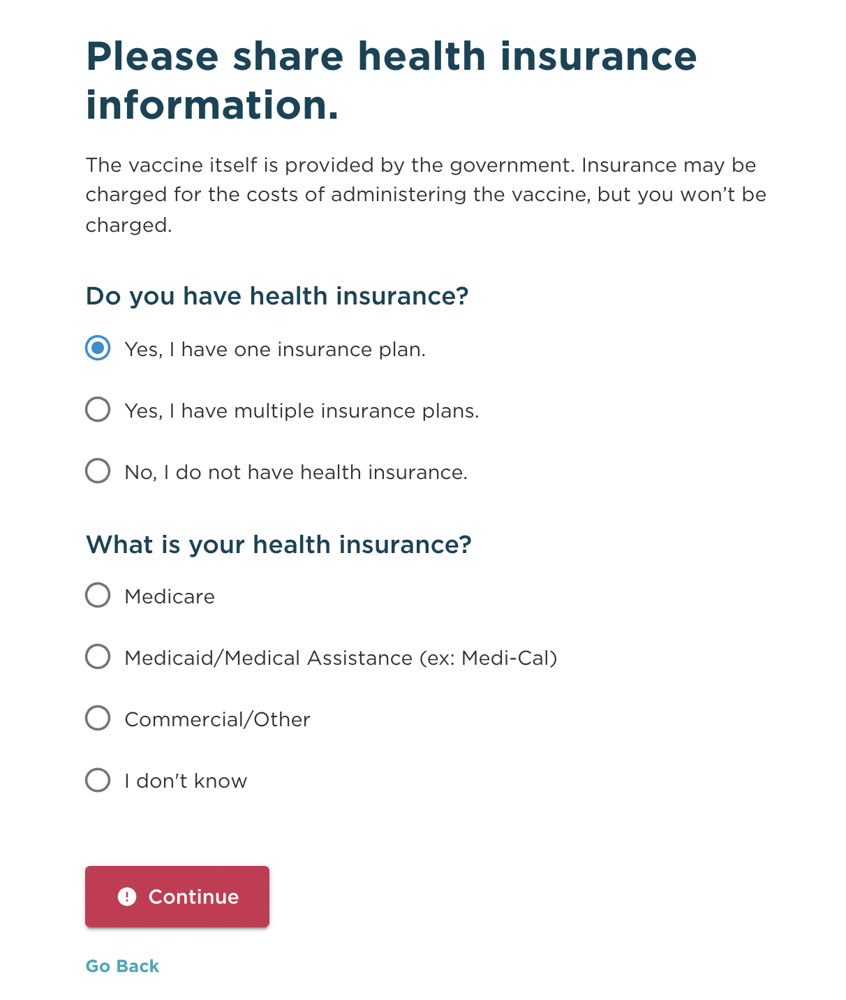 Please share health insurance
information.
The vaccine itself is provided by the government. Insurance may be
charged for the costs of administering the vaccine, but you won’t be
charged.
Do you have health insurance?
Yes, I have one insurance plan.
Yes, I have multiple insurance plans.
No, I do not have health insurance.
What is your health insurance?
Medicare
Medicaid/Medical Assistance (ex: Medi-Cal)
Commercial/Other
I don't know
Continue
Go Back